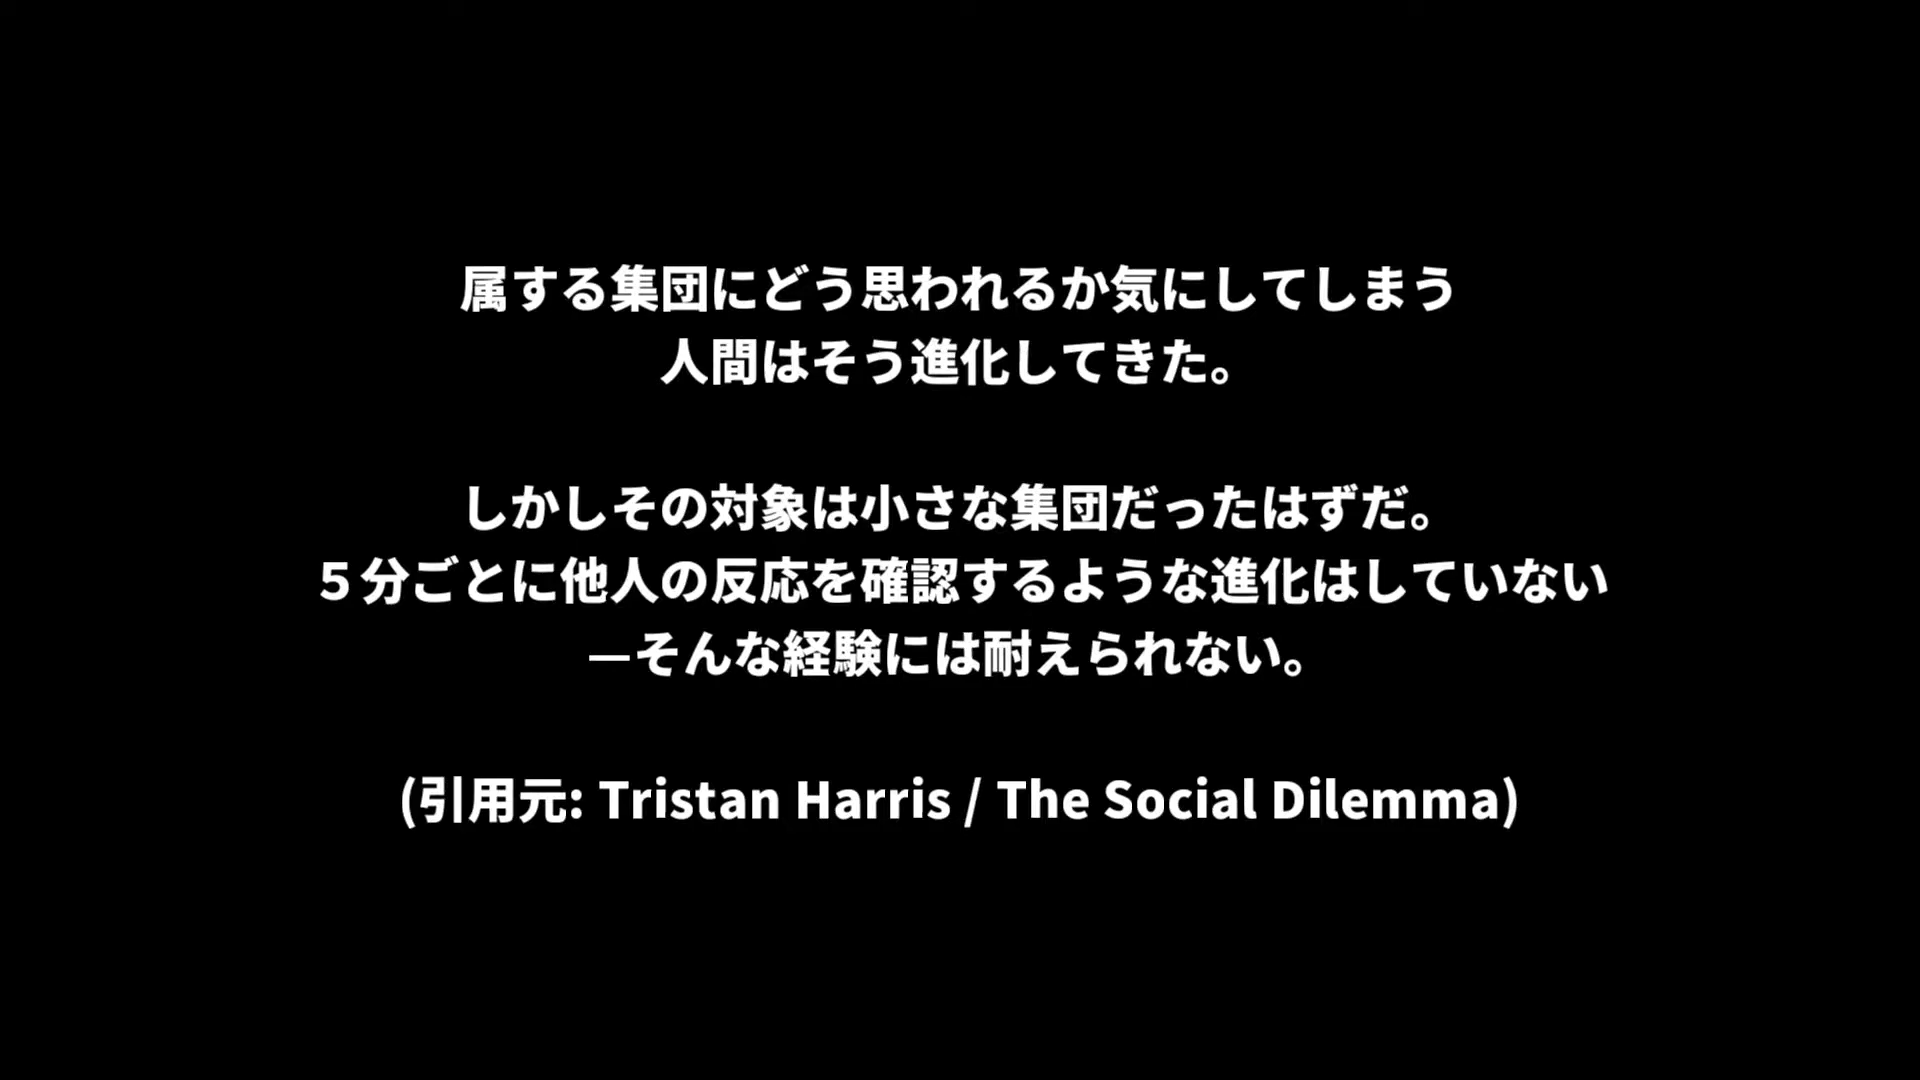 属する集団にどう思われるか気にしてしまう
人間はそう進化してきた。
しかしその対象は小さな集団だったはずだ。
５分ごとに他人の反応を確認するような進化はしていない
—そんな経験には耐えられない。
(引用元: Tristan Harris / The Social Dilemma)